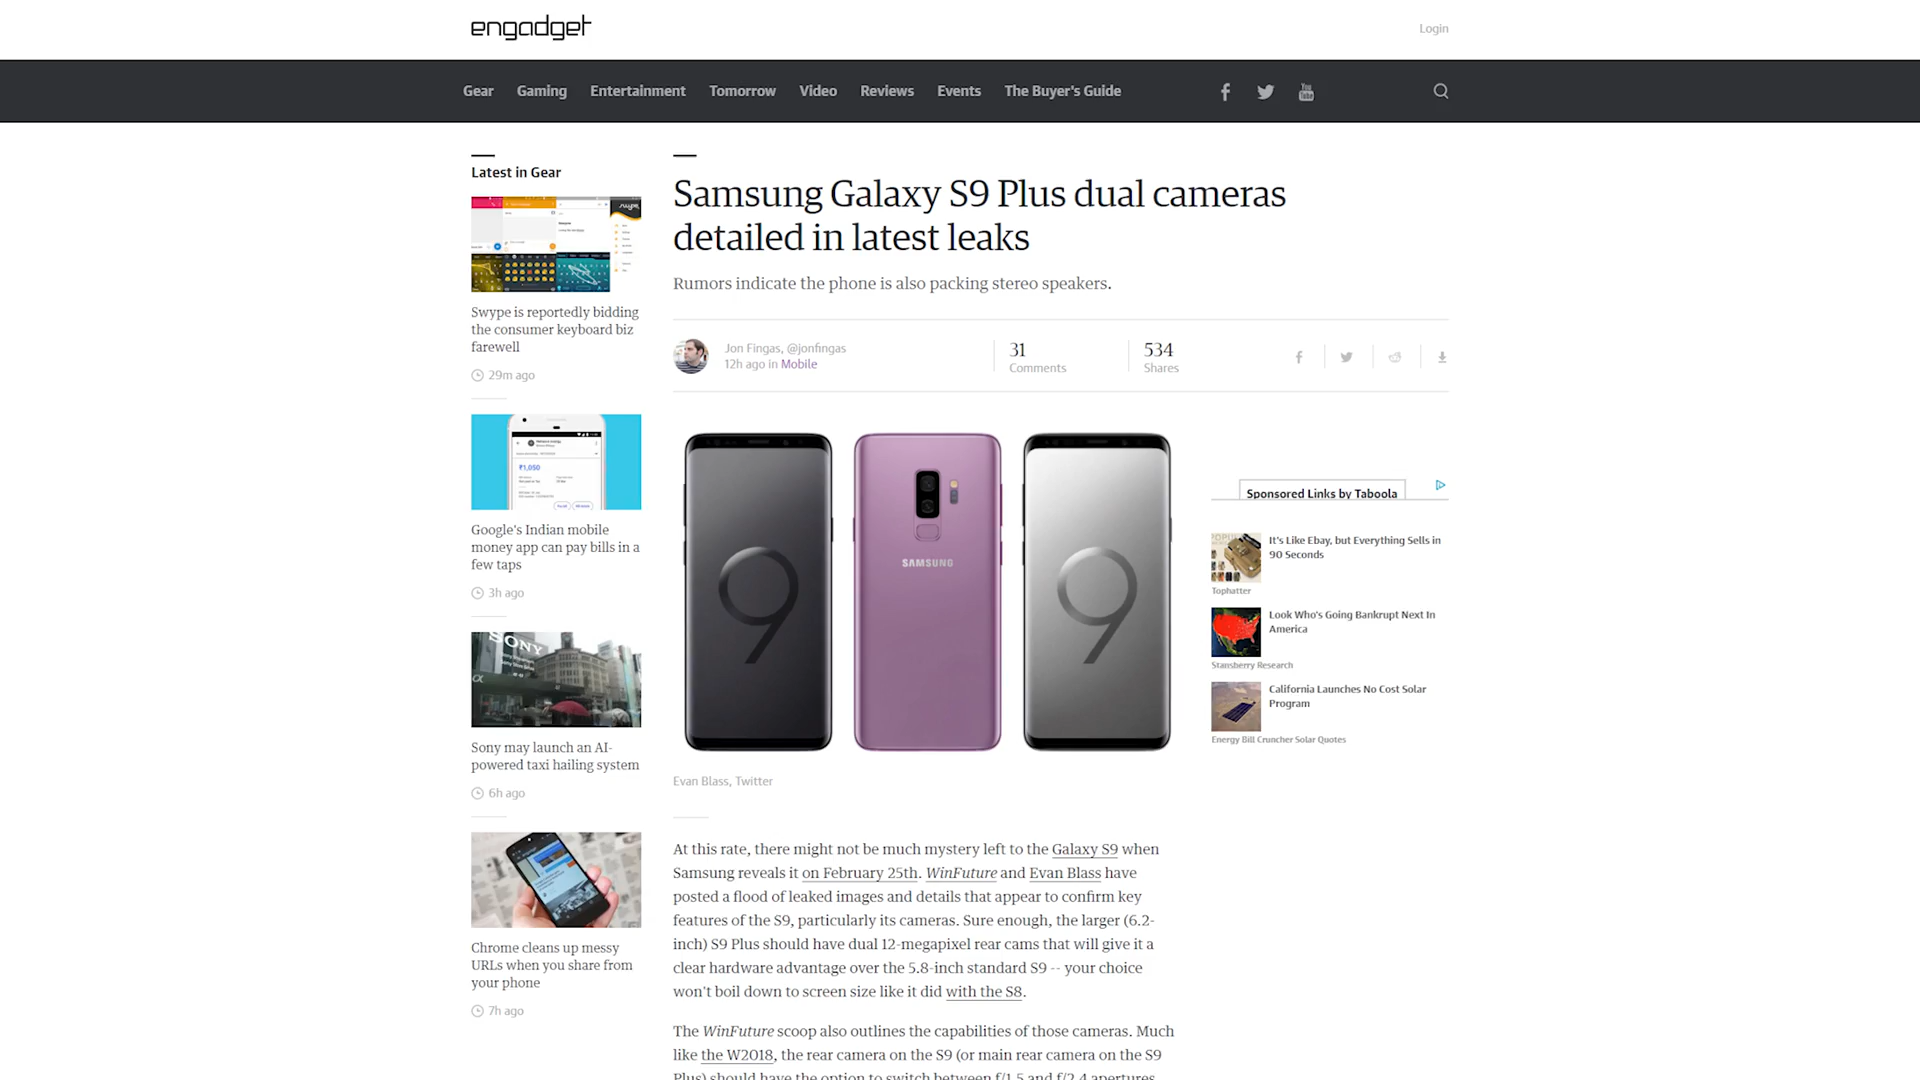 engadget
Login
Gear Gaming Entertainment Tomorrow Video Reviews Events The Buyer's Guide
Latest in Gear
Swype is reportedly bidding
the consumer keyboard biz
farewell
29m ago
₹1,050
Google's Indian mobile
money app can pay bills in a
few taps
3h ago
SONY
Sony may launch an AI-
powered taxi hailing system
6h ago
Chrome cleans up messy
URLs when you share from
your phone
7h ago
Samsung Galaxy S9 Plus dual cameras
detailed in latest leaks
Rumors indicate the phone is also packing stereo speakers.
Jon Fingas, @jonfingas
12h ago in Mobile
31
Comments
534
Shares
9
SAMSUNG
9
Evan Blass, Twitter
At this rate, there might not be much mystery left to the Galaxy S9 when
Samsung reveals it on February 25th. WinFuture and Evan Blass have
posted a flood of leaked images and details that appear to confirm key
features of the S9, particularly its cameras. Sure enough, the larger (6.2-
inch) S9 Plus should have dual 12-megapixel rear cams that will give it a
clear hardware advantage over the 5.8-inch standard S9 -- your choice
won't boil down to screen size like it did with the S8.
The WinFuture scoop also outlines the capabilities of those cameras. Much
like the W2018, the rear camera on the S9 (or main rear camera on the S9
Plus) should have the option to switch between f/1.5 and f/2.4 apertures
Sponsored Links by Taboola
It's Like Ebay, but Everything Sells in
90 Seconds
Tophatter
Look Who's Going Bankrupt Next In
America
Stansberry Research
California Launches No Cost Solar
Program
Energy Bill Cruncher Solar Quotes